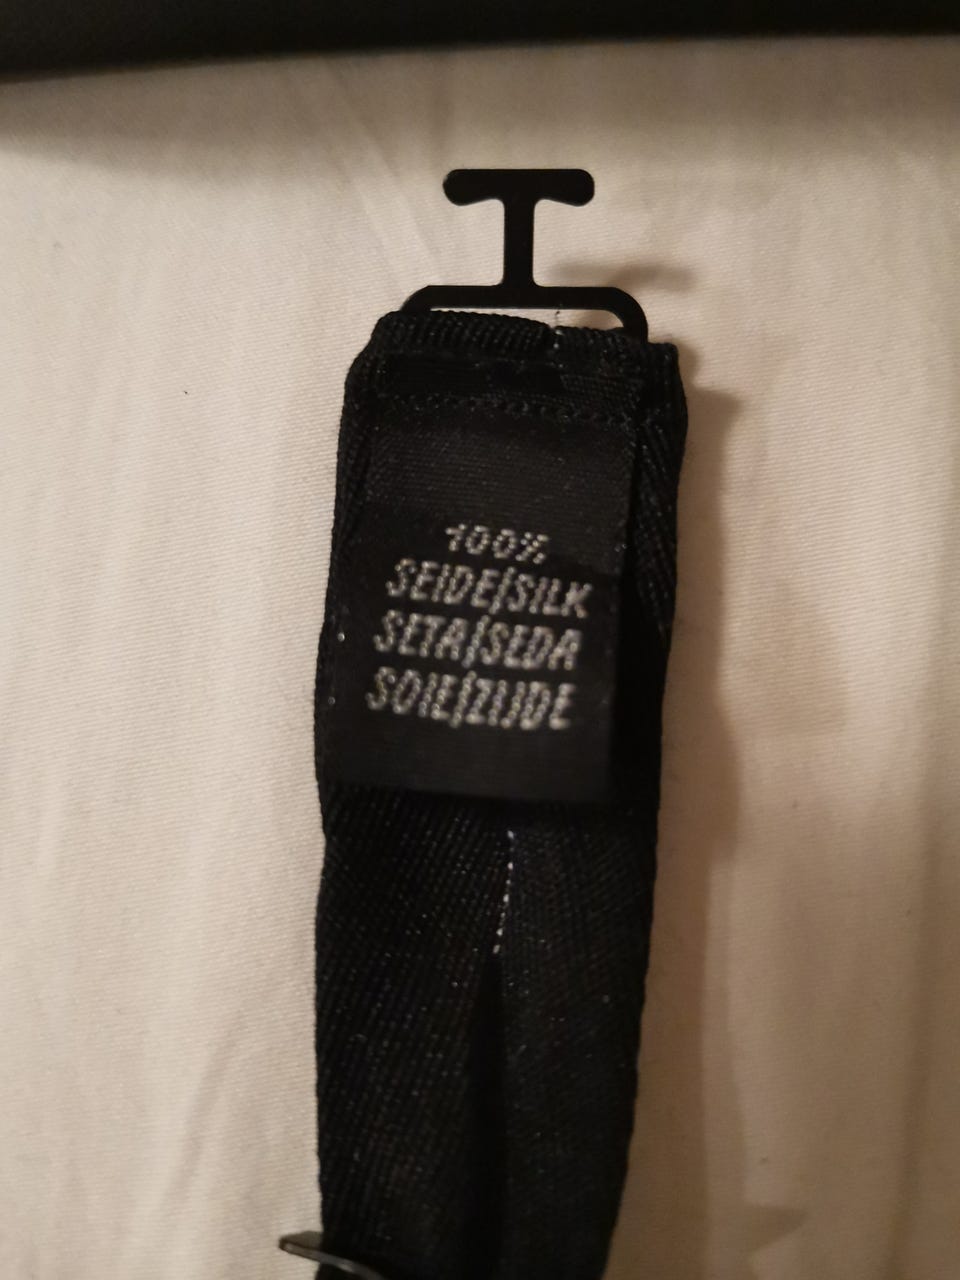 100%
SEIDE/SILK
SETA/SEDA
SOIE/ZIJDE